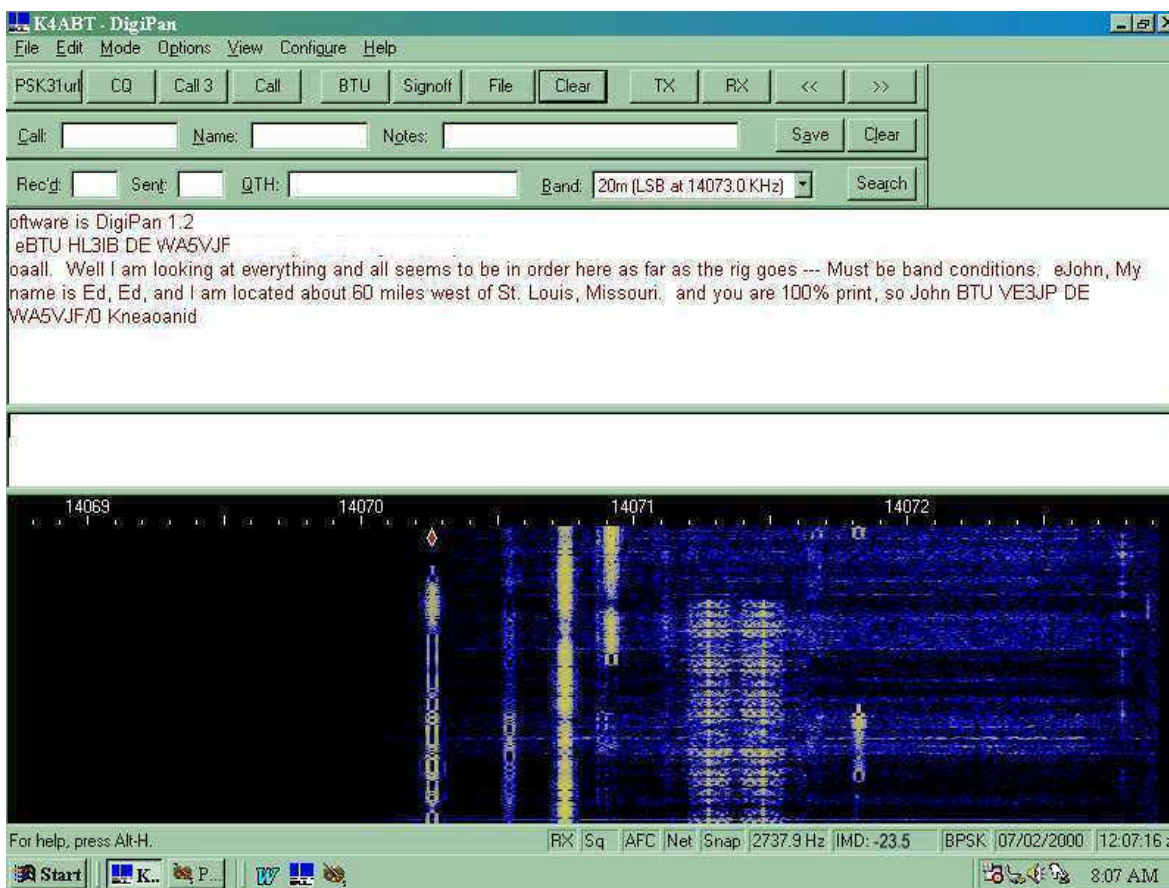 K4ABT - DigiPan
File Edit Mode Options View Configure Help
PSK31url CQ Call 3 Call BTU Signoff File Clear TX RX << >>
Call: Name: Notes: Save Clear
Rec'd: Sent: QTH: Band: 20m (LSB at 14073.0 KHz) Search
oftware is DigiPan 1.2
eBTU HL3IB DE WA5VJF
oaall. Well I am looking at everything and all seems to be in order here as far as the rig goes --- Must be band conditions. eJohn, My
name is Ed, Ed, and I am located about 60 miles west of St. Louis, Missouri. and you are 100% print, so John BTU VE3JP DE
WA5VJF/0 Kneaoanid
14069 14070 14071 14072
For help, press Alt-H. RX Sq AFC Net Snap 2737.9 Hz IMD: -23.5 BPSK 07/02/2000 12:07:16
Start K.. P... 8:07 AM